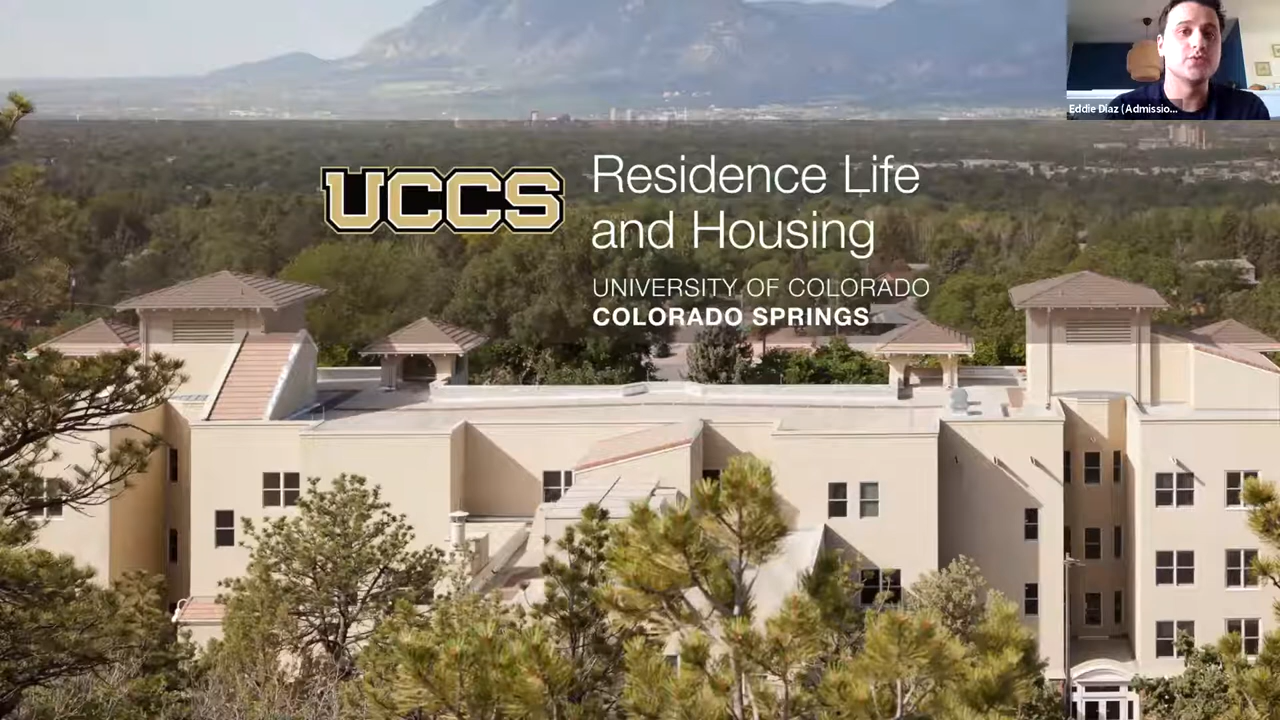 Eddie Diaz (Admissio...
UCCS
Residence Life
and Housing
UNIVERSITY OF COLORADO
COLORADO SPRINGS